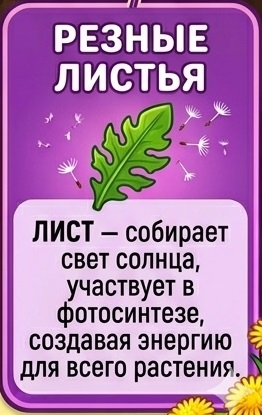 РЕЗНЫЕ
ЛИСТЬЯ
ЛИСТ — собирает
свет солнца,
участвует в
фотосинтезе,
создавая энергию
для всего растения.